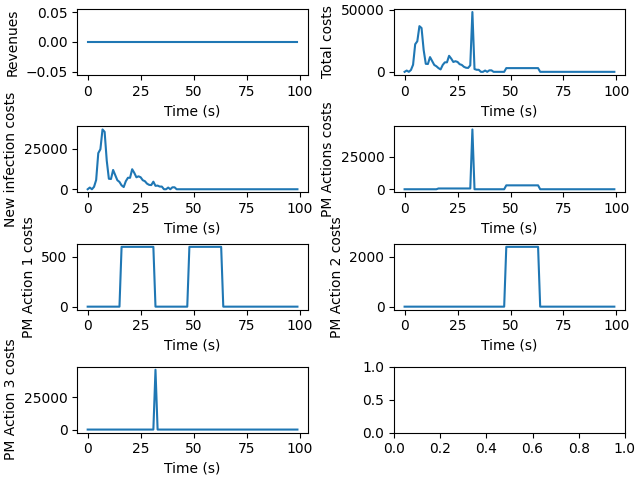 Revenues
0.05
0.00
−0.05
0 25 50 75 100
Time (s)
Total costs
50000
0
0 25 50 75 100
Time (s)
New infection costs
25000
0
0 25 50 75 100
Time (s)
PM Actions costs
25000
0
0 25 50 75 100
Time (s)
PM Action 1 costs
500
0
0 25 50 75 100
Time (s)
PM Action 2 costs
2000
0
0 25 50 75 100
Time (s)
PM Action 3 costs
25000
0
0 25 50 75 100
Time (s)
1.0
0.5
0.0
0.0 0.2 0.4 0.6 0.8 1.0